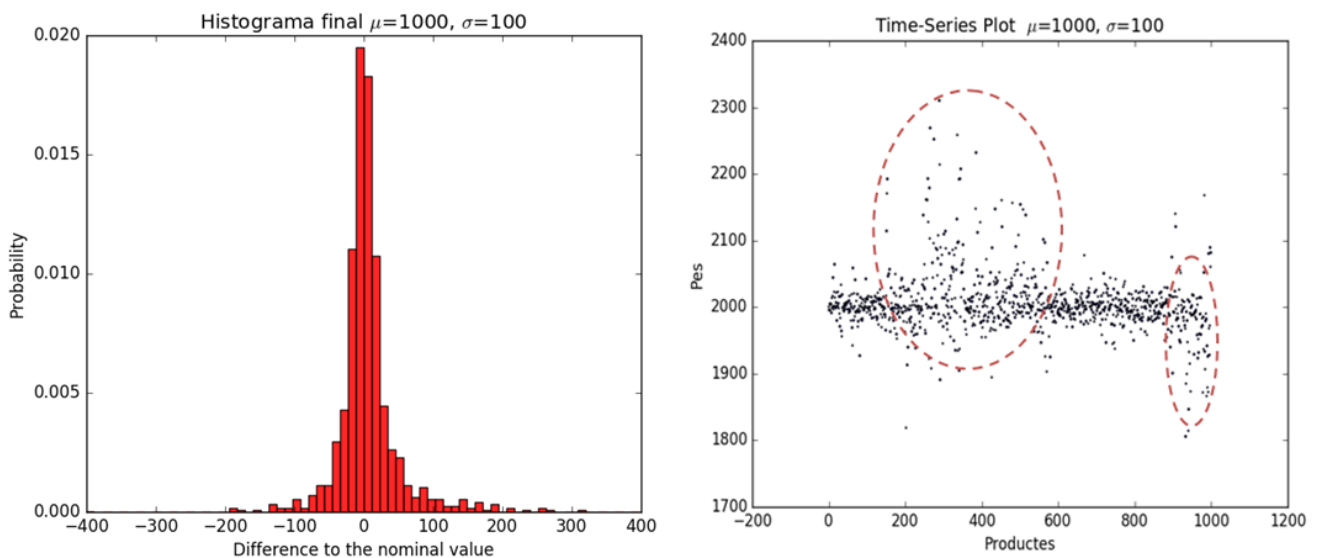 Histograma final μ=1000, σ=100
0.020
0.015
0.010
0.005
0.000
Probability
−400 −300 −200 −100 0 100 200 300 400
Difference to the nominal value
Time-Series Plot μ=1000, σ=100
2400
2300
2200
2100
2000
1900
1800
1700
Pes
−200 0 200 400 600 800 1000 1200
Productes